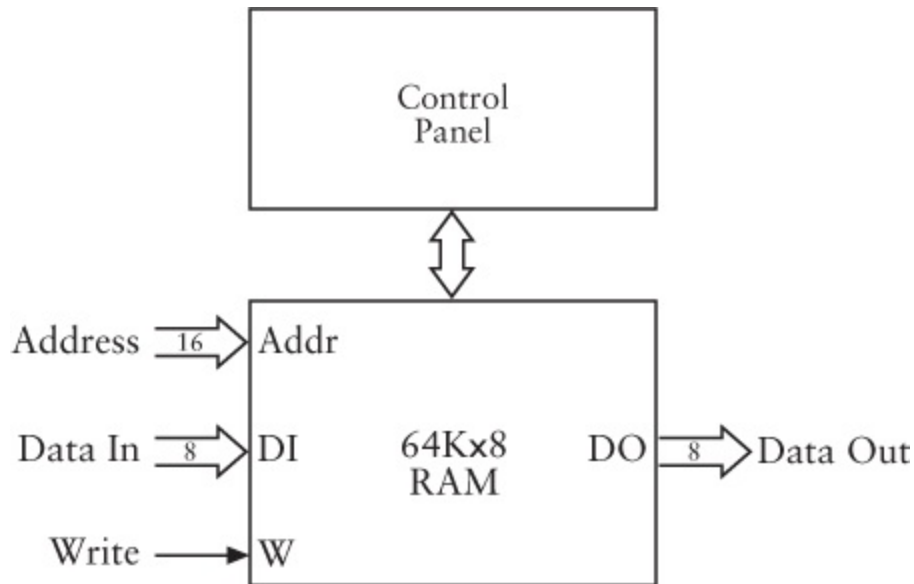 Control
Panel
Address 16 Addr
Data In 8 DI 64Kx8 DO 8 Data Out
RAM
Write W